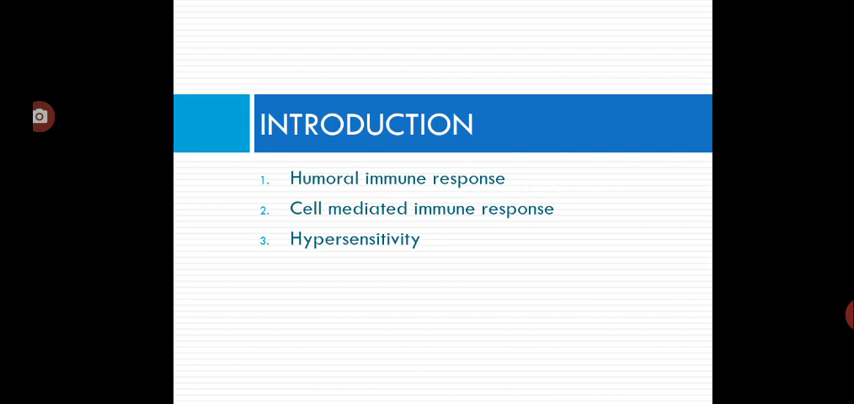 INTRODUCTION
1. Humoral immune response
2. Cell mediated immune response
3. Hypersensitivity